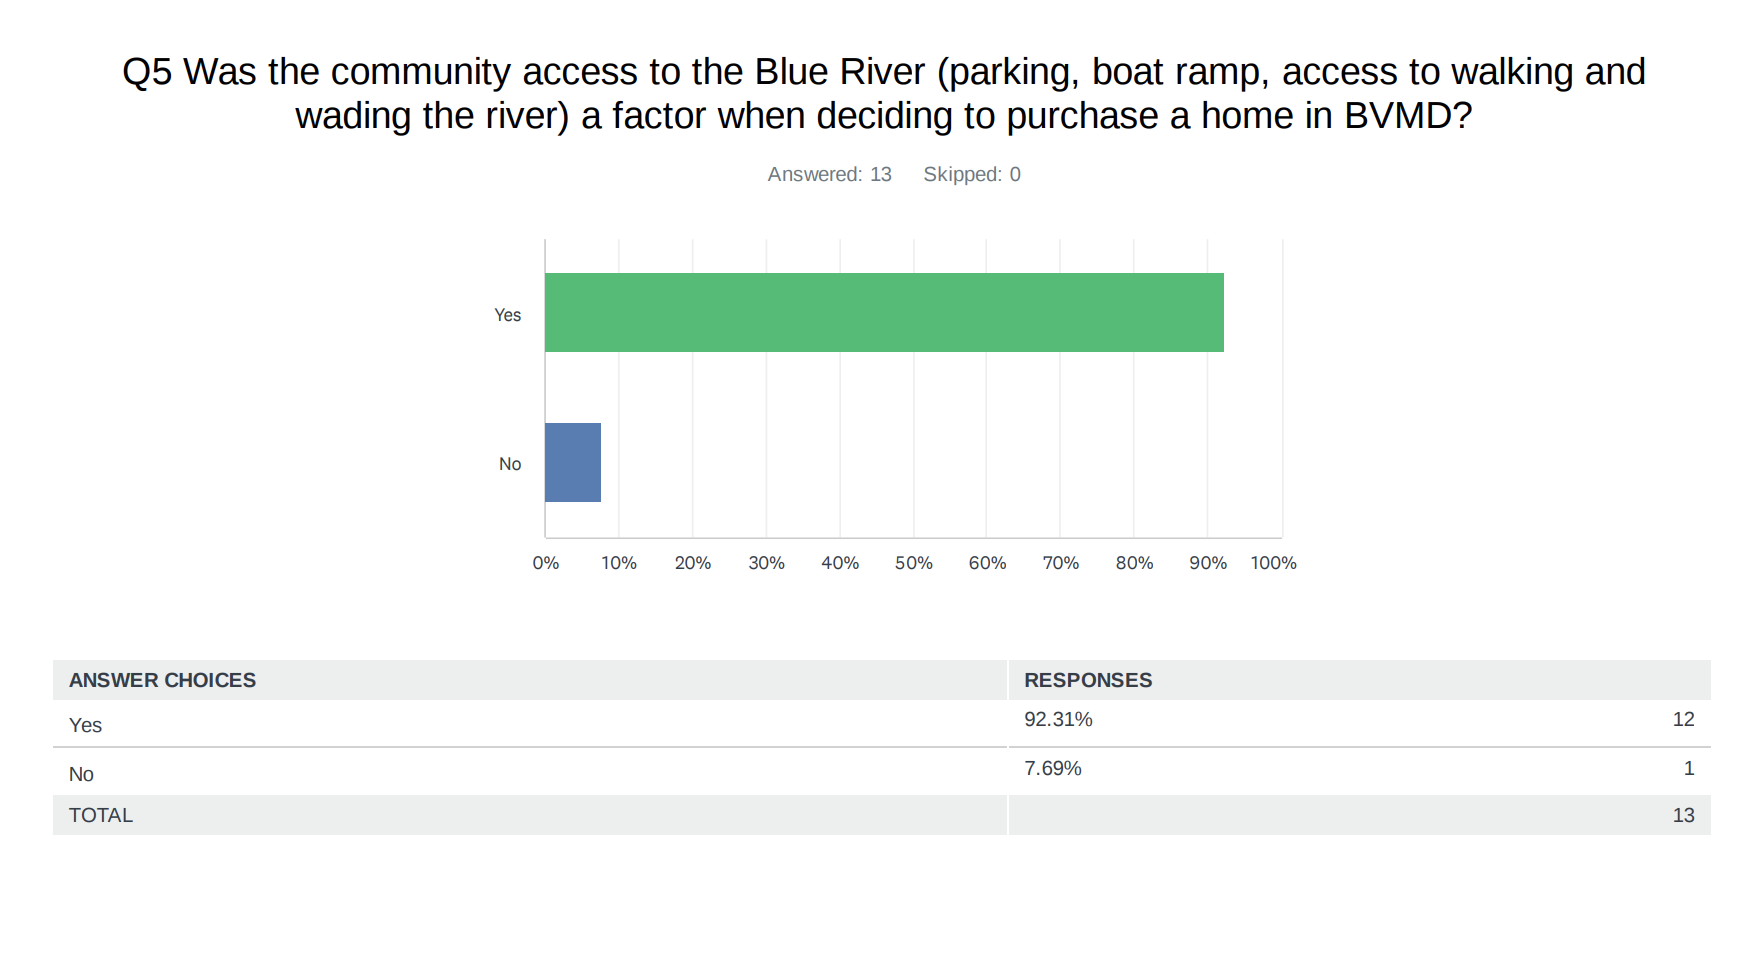 Q5 Was the community access to the Blue River (parking, boat ramp, access to walking and
wading the river) a factor when deciding to purchase a home in BVMD?
Answered: 13 Skipped: 0
Yes
No
0% 10% 20% 30% 40% 50% 60% 70% 80% 90% 100%
ANSWER CHOICES RESPONSES
Yes 92.31% 12
No 7.69% 1
TOTAL 13